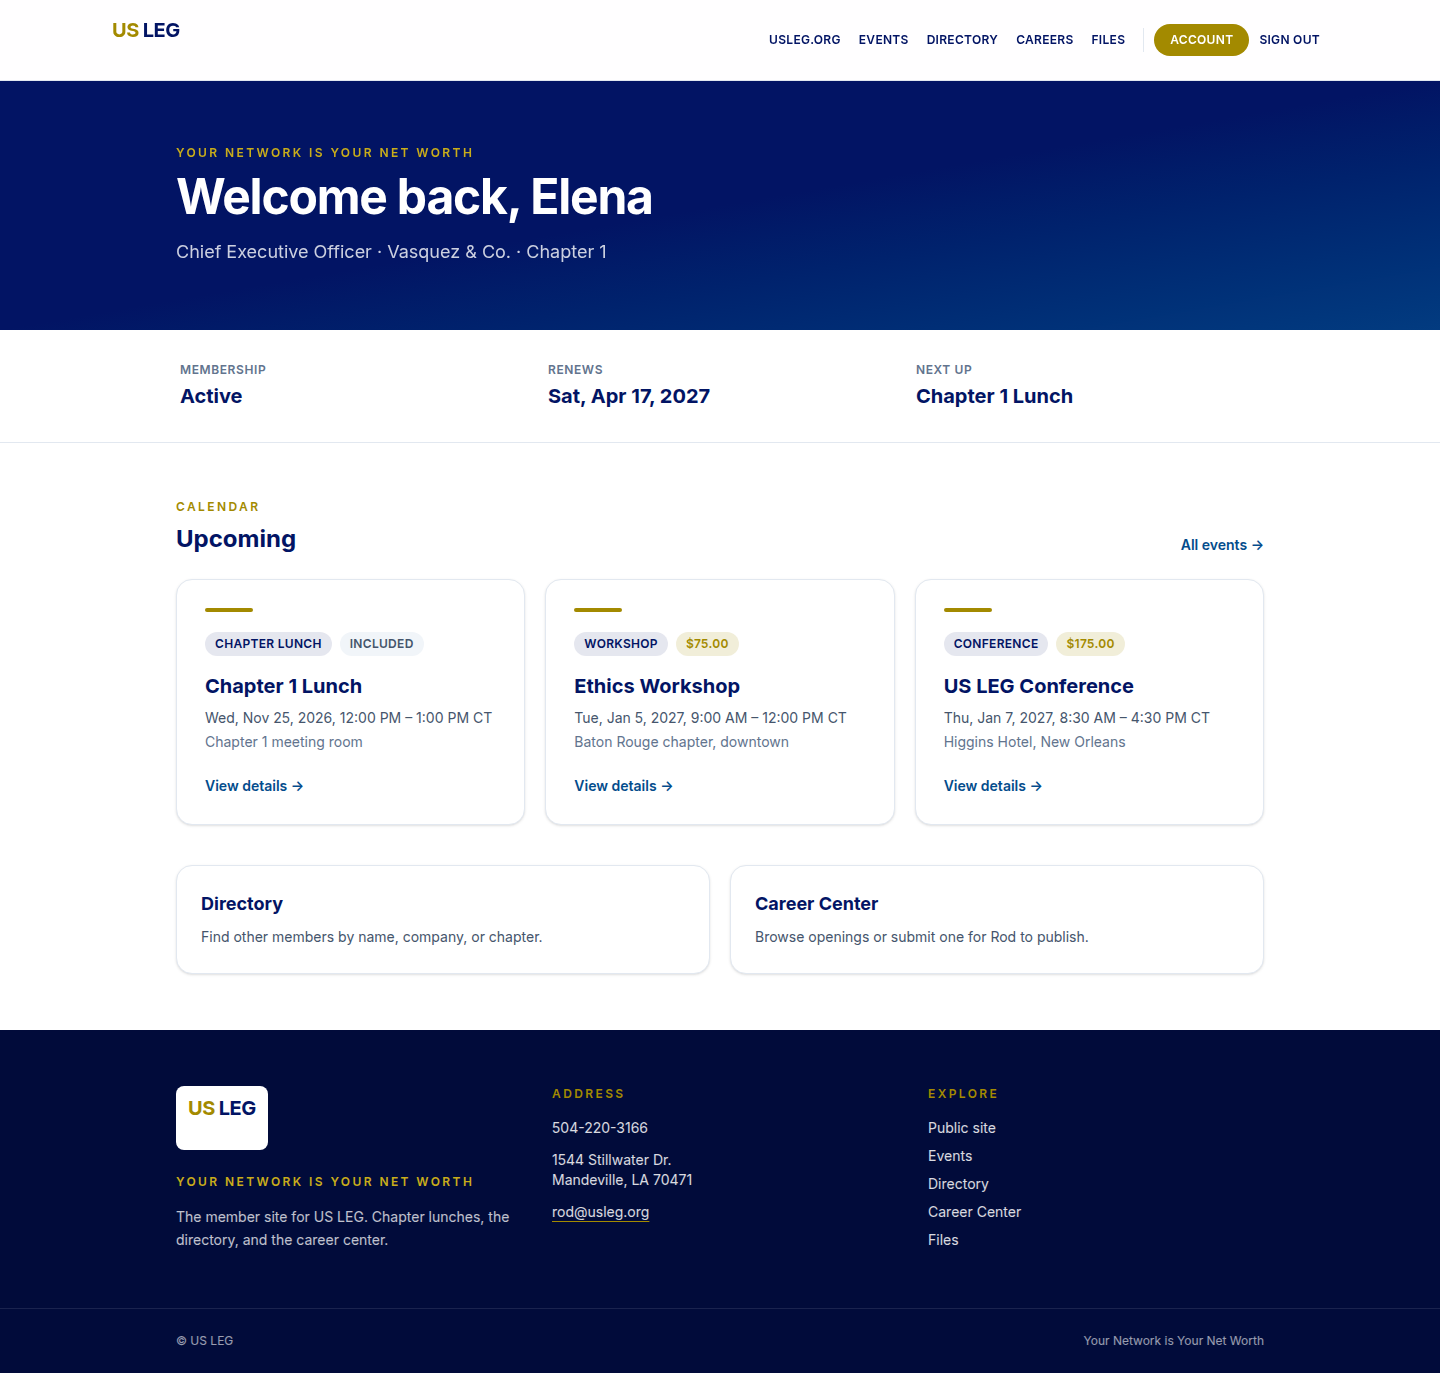 US LEG
USLEG.ORG EVENTS DIRECTORY CAREERS FILES ACCOUNT SIGN OUT
YOUR NETWORK IS YOUR NET WORTH
Welcome back, Elena
Chief Executive Officer · Vasquez & Co. · Chapter 1
MEMBERSHIP
Active
RENEWS
Sat, Apr 17, 2027
NEXT UP
Chapter 1 Lunch
CALENDAR
Upcoming
All events →
CHAPTER LUNCH INCLUDED
Chapter 1 Lunch
Wed, Nov 25, 2026, 12:00 PM – 1:00 PM CT
Chapter 1 meeting room
View details →
WORKSHOP $75.00
Ethics Workshop
Tue, Jan 5, 2027, 9:00 AM – 12:00 PM CT
Baton Rouge chapter, downtown
View details →
CONFERENCE $175.00
US LEG Conference
Thu, Jan 7, 2027, 8:30 AM – 4:30 PM CT
Higgins Hotel, New Orleans
View details →
Directory
Find other members by name, company, or chapter.
Career Center
Browse openings or submit one for Rod to publish.
US LEG
YOUR NETWORK IS YOUR NET WORTH
The member site for US LEG. Chapter lunches, the
directory, and the career center.
ADDRESS
504-220-3166
1544 Stillwater Dr.
Mandeville, LA 70471
rod@usleg.org
EXPLORE
Public site
Events
Directory
Career Center
Files
© US LEG
Your Network is Your Net Worth